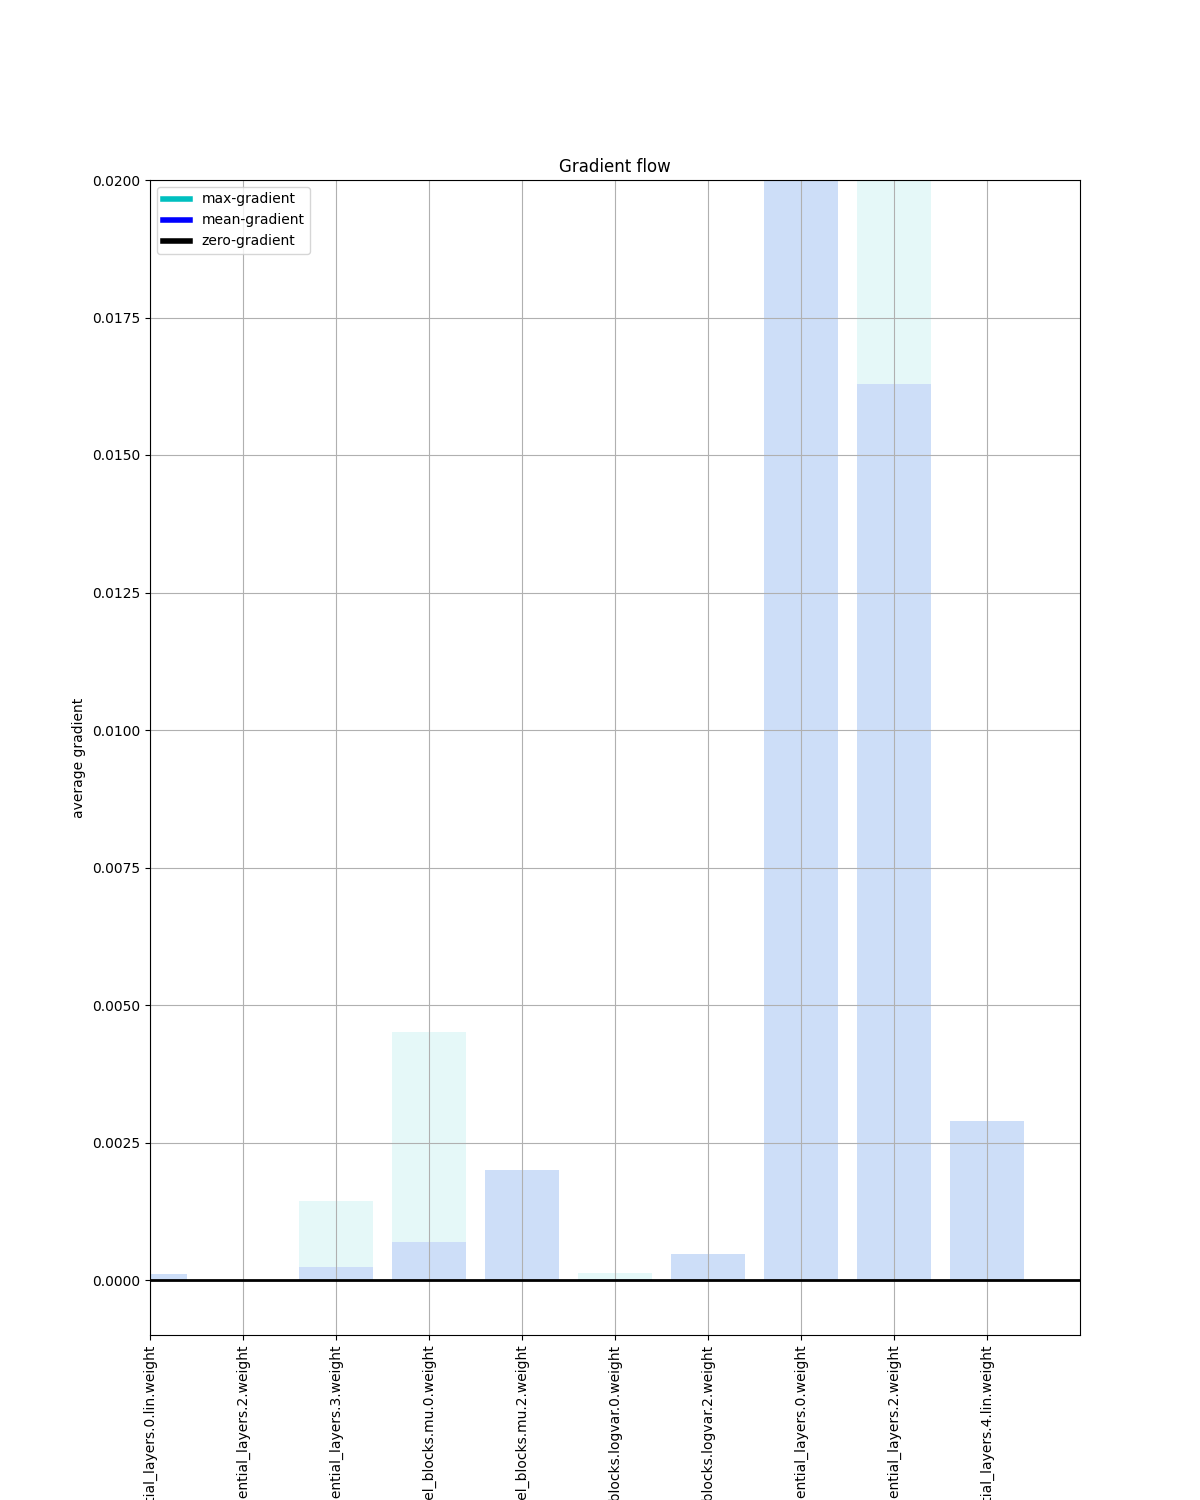 Gradient flow
max-gradient
mean-gradient
zero-gradient
0.0200
0.0175
0.0150
0.0125
0.0100
0.0075
0.0050
0.0025
0.0000
average gradient
tial_layers.0.lin.weight
ential_layers.2.weight
ential_layers.3.weight
el_blocks.mu.0.weight
el_blocks.mu.2.weight
blocks.logvar.0.weight
blocks.logvar.2.weight
ential_layers.0.weight
ential_layers.2.weight
tial_layers.4.lin.weight